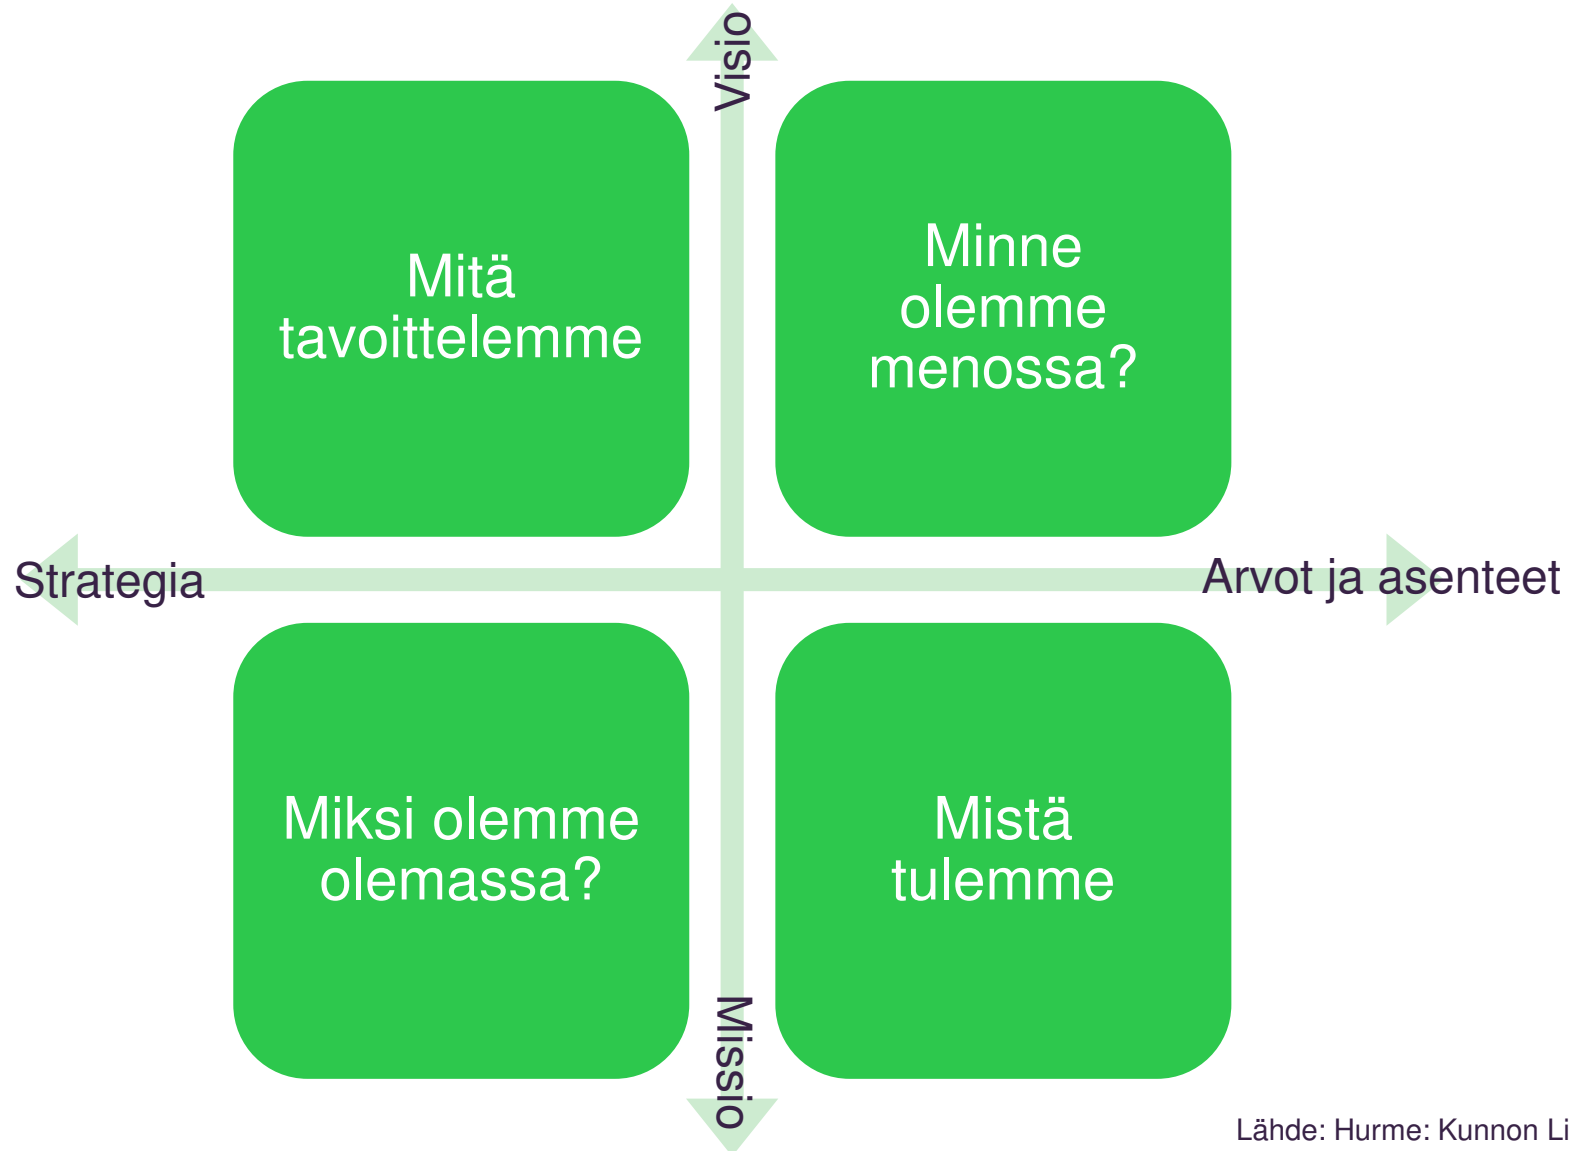 Visio
Mitä
tavoittelemme
Minne
olemme
menossa?
Strategia
Arvot ja asenteet
Miksi olemme
olemassa?
Mistä
tulemme
Missio
Lähde: Hurme: Kunnon Li